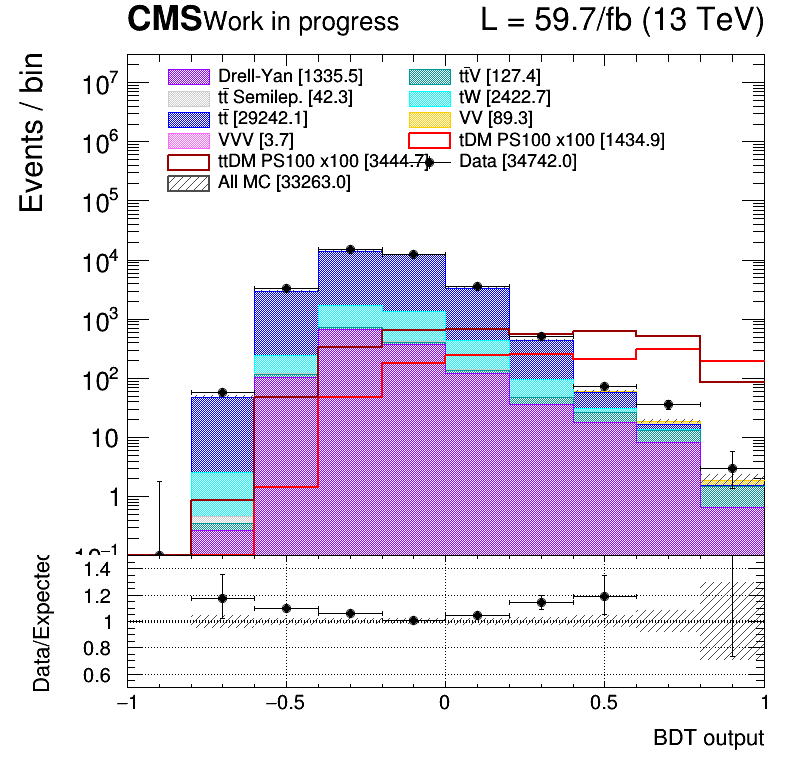 CMS Work in progress L = 59.7/fb (13 TeV)
Events / bin
10⁷
10⁶
10⁵
10⁴
10³
10²
10
1
10⁻¹
Drell-Yan [1335.5]
tt̄ Semilep. [42.3]
tt̄ [29242.1]
VVV [3.7]
ttDM PS100 x100 [3444.7]
All MC [33263.0]
tt̄V [127.4]
tW [2422.7]
VV [89.3]
tDM PS100 x100 [1434.9]
Data [34742.0]
Data/Expected
1.4
1.2
1
0.8
0.6
−1 −0.5 0 0.5 1
BDT output